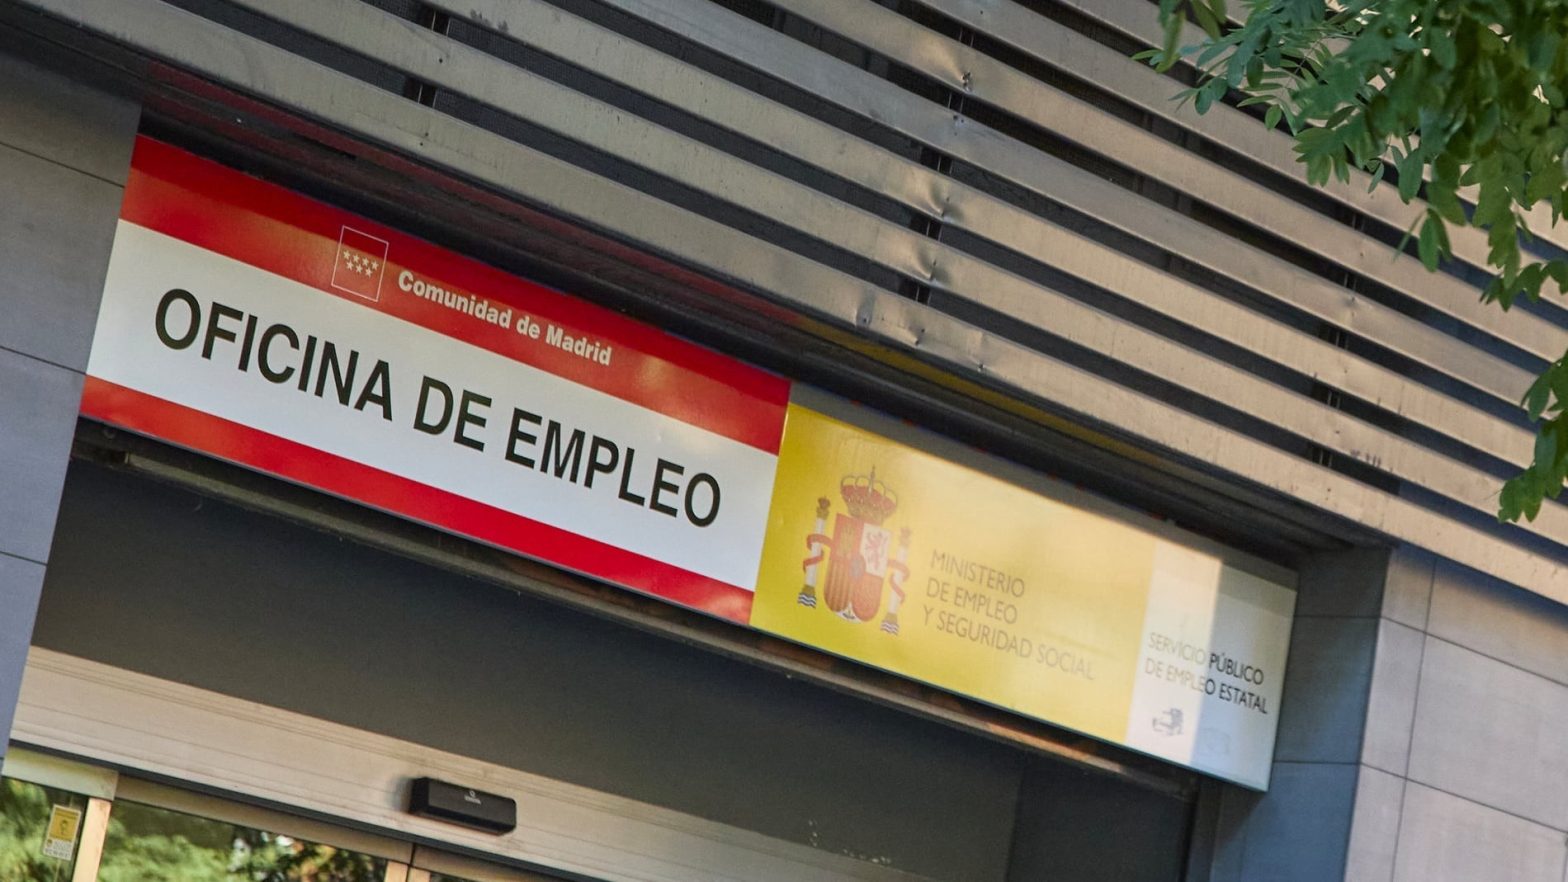 Comunidad de Madrid
OFICINA DE EMPLEO
MINISTERIO
DE EMPLEO
Y SEGURIDAD SOCIAL
SERVICIO PÚBLICO
DE EMPLEO ESTATAL